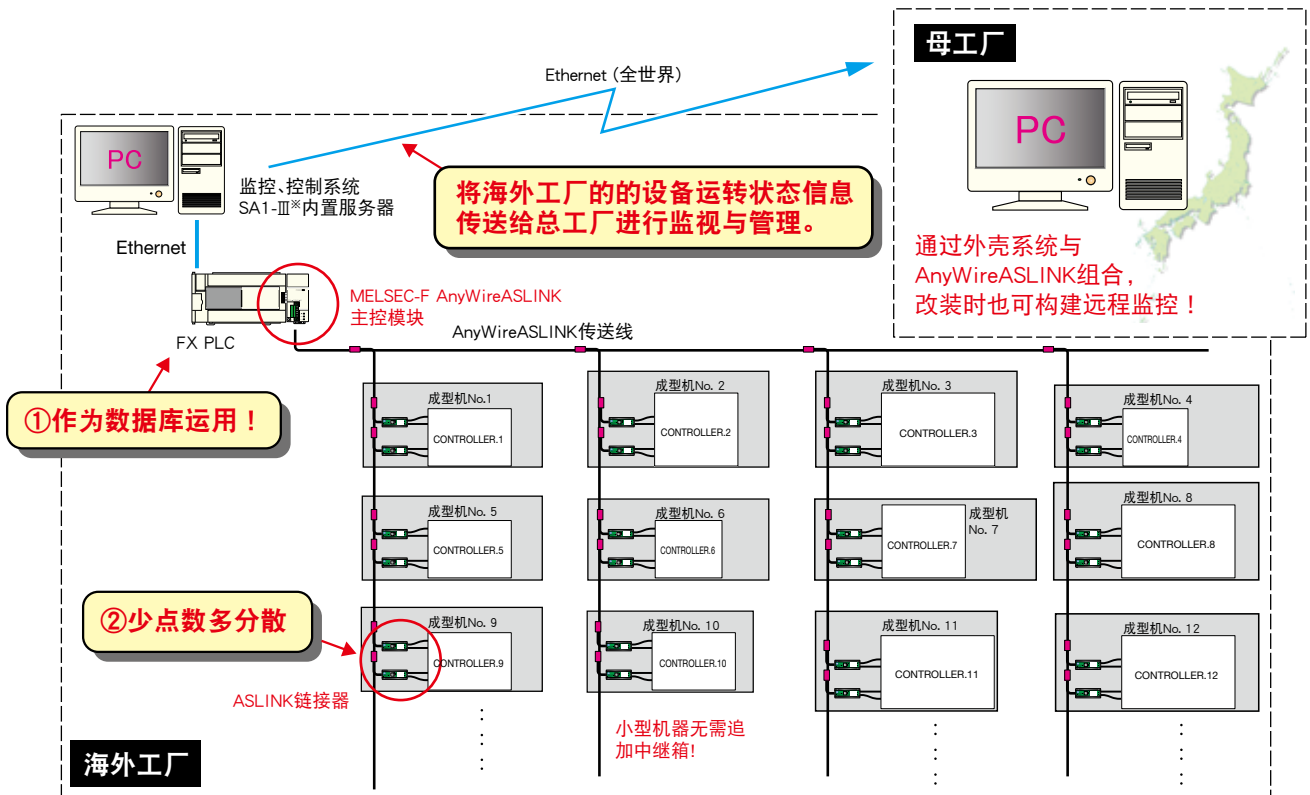 母工厂
PC
通过外壳系统与
AnyWireASLINK组合，
改装时也可构建远程监控！
Ethernet (全世界)
PC
监控、控制系统
SA1-Ⅲ※内置服务器
将海外工厂的的设备运转状态信息
传送给总工厂进行监视与管理。
Ethernet
MELSEC-F AnyWireASLINK
主控模块
FX PLC
AnyWireASLINK传送线
①作为数据库运用！
成型机No.1
CONTROLLER.1
成型机No. 2
CONTROLLER.2
成型机No. 3
CONTROLLER.3
成型机No. 4
CONTROLLER.4
成型机No. 5
CONTROLLER.5
成型机No. 6
CONTROLLER.6
成型机
No. 7
CONTROLLER.7
成型机No. 8
CONTROLLER.8
②少点数多分散
成型机No. 9
CONTROLLER.9
成型机No. 10
CONTROLLER.10
成型机No. 11
CONTROLLER.11
成型机No. 12
CONTROLLER.12
ASLINK链接器
小型机器无需追
加中继箱!
海外工厂